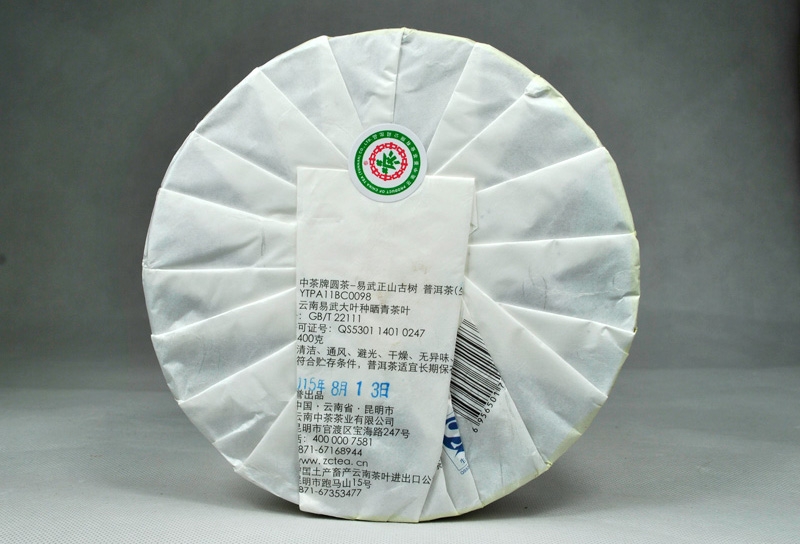 中茶牌圆茶-易武正山古树 普洱茶(
YTPA11BC0098
云南易武大叶种晒青茶叶
: GB/T 22111
可证号: QS5301 1401 0247
400克
清洁、通风、避光、干燥、无异味、
符合贮存条件，普洱茶适宜长期保存
15年 8月 1 3日
誉出品
中国·云南省·昆明市
云南中茶茶业有限公司
昆明市官渡区宝海路247号
: 400 000 7581
0871-67168944
www.zctea.cn
中国土产畜产云南茶叶进出口公
昆明市跑马山15号
0871-67353477